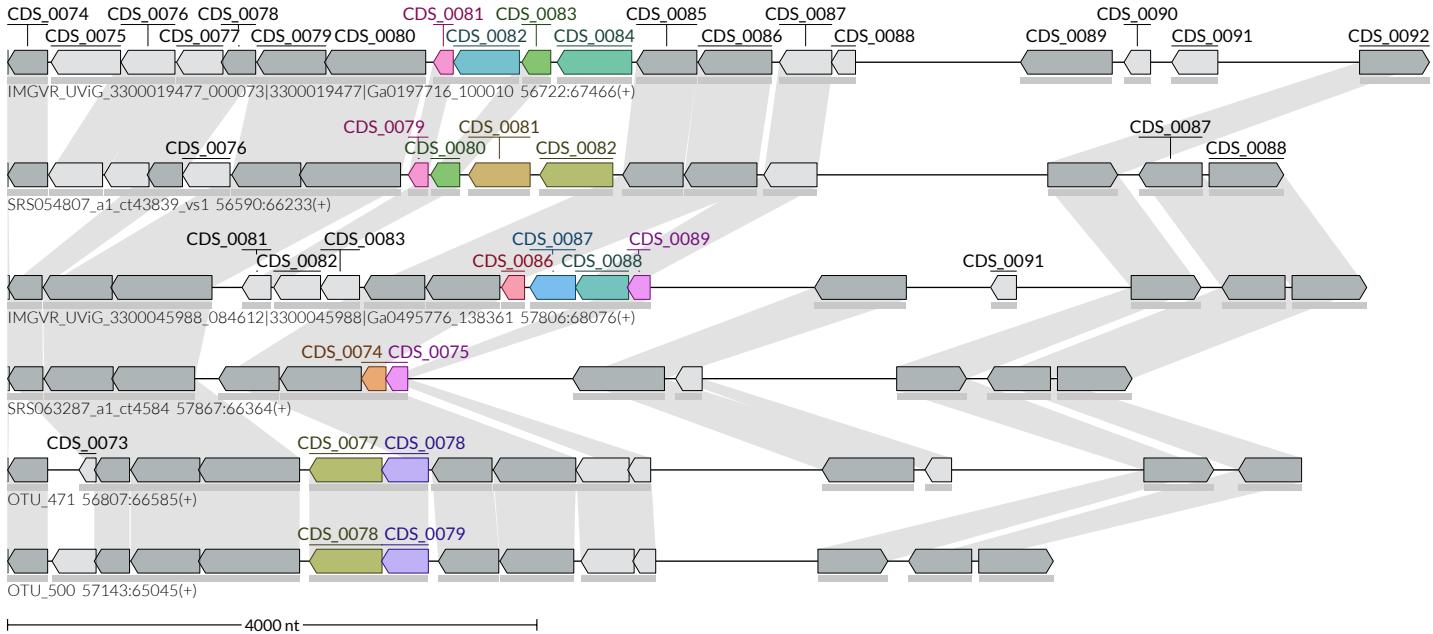 CDS_0074 CDS_0076 CDS_0078 CDS_0081 CDS_0083 CDS_0085 CDS_0087 CDS_0090
CDS_0075 CDS_0077 CDS_0079 CDS_0080 CDS_0082 CDS_0084 CDS_0086 CDS_0088 CDS_0089 CDS_0091 CDS_0092
IMGVR_UViG_3300019477_000073|3300019477|Ga0197716_100010 56722:67466(+)
CDS_0079 CDS_0081 CDS_0087
CDS_0076 CDS_0080 CDS_0082 CDS_0088
SRS054807_a1_ct43839_vs1 56590:66233(+)
CDS_0081 CDS_0083 CDS_0087 CDS_0089
CDS_0082 CDS_0086 CDS_0088 CDS_0091
IMGVR_UViG_3300045988_084612|3300045988|Ga0495776_138361 57806:68076(+)
CDS_0074 CDS_0075
SRS063287_a1_ct4584 57867:66364(+)
CDS_0073 CDS_0077 CDS_0078
OTU_471 56807:66585(+)
CDS_0078 CDS_0079
OTU_500 57143:65045(+)
4000 nt